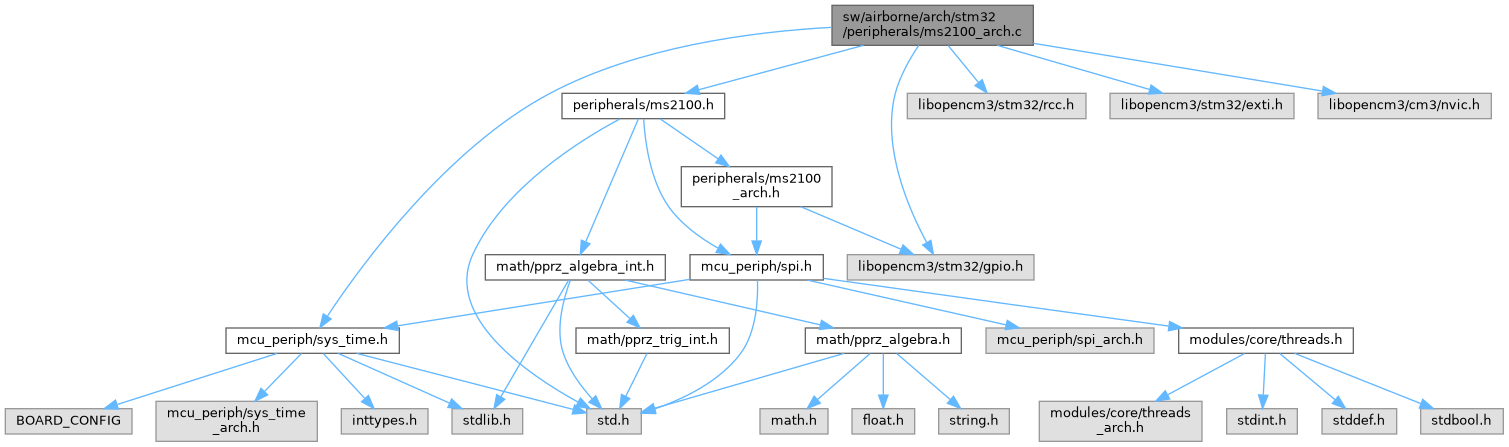 sw/airborne/arch/stm32
/peripherals/ms2100_arch.c
peripherals/ms2100.h
libopencm3/stm32/rcc.h
libopencm3/stm32/exti.h
libopencm3/cm3/nvic.h
peripherals/ms2100
_arch.h
math/pprz_algebra_int.h
mcu_periph/spi.h
libopencm3/stm32/gpio.h
mcu_periph/sys_time.h
math/pprz_trig_int.h
math/pprz_algebra.h
mcu_periph/spi_arch.h
modules/core/threads.h
BOARD_CONFIG
mcu_periph/sys_time
_arch.h
inttypes.h
stdlib.h
std.h
math.h
float.h
string.h
modules/core/threads
_arch.h
stdint.h
stddef.h
stdbool.h